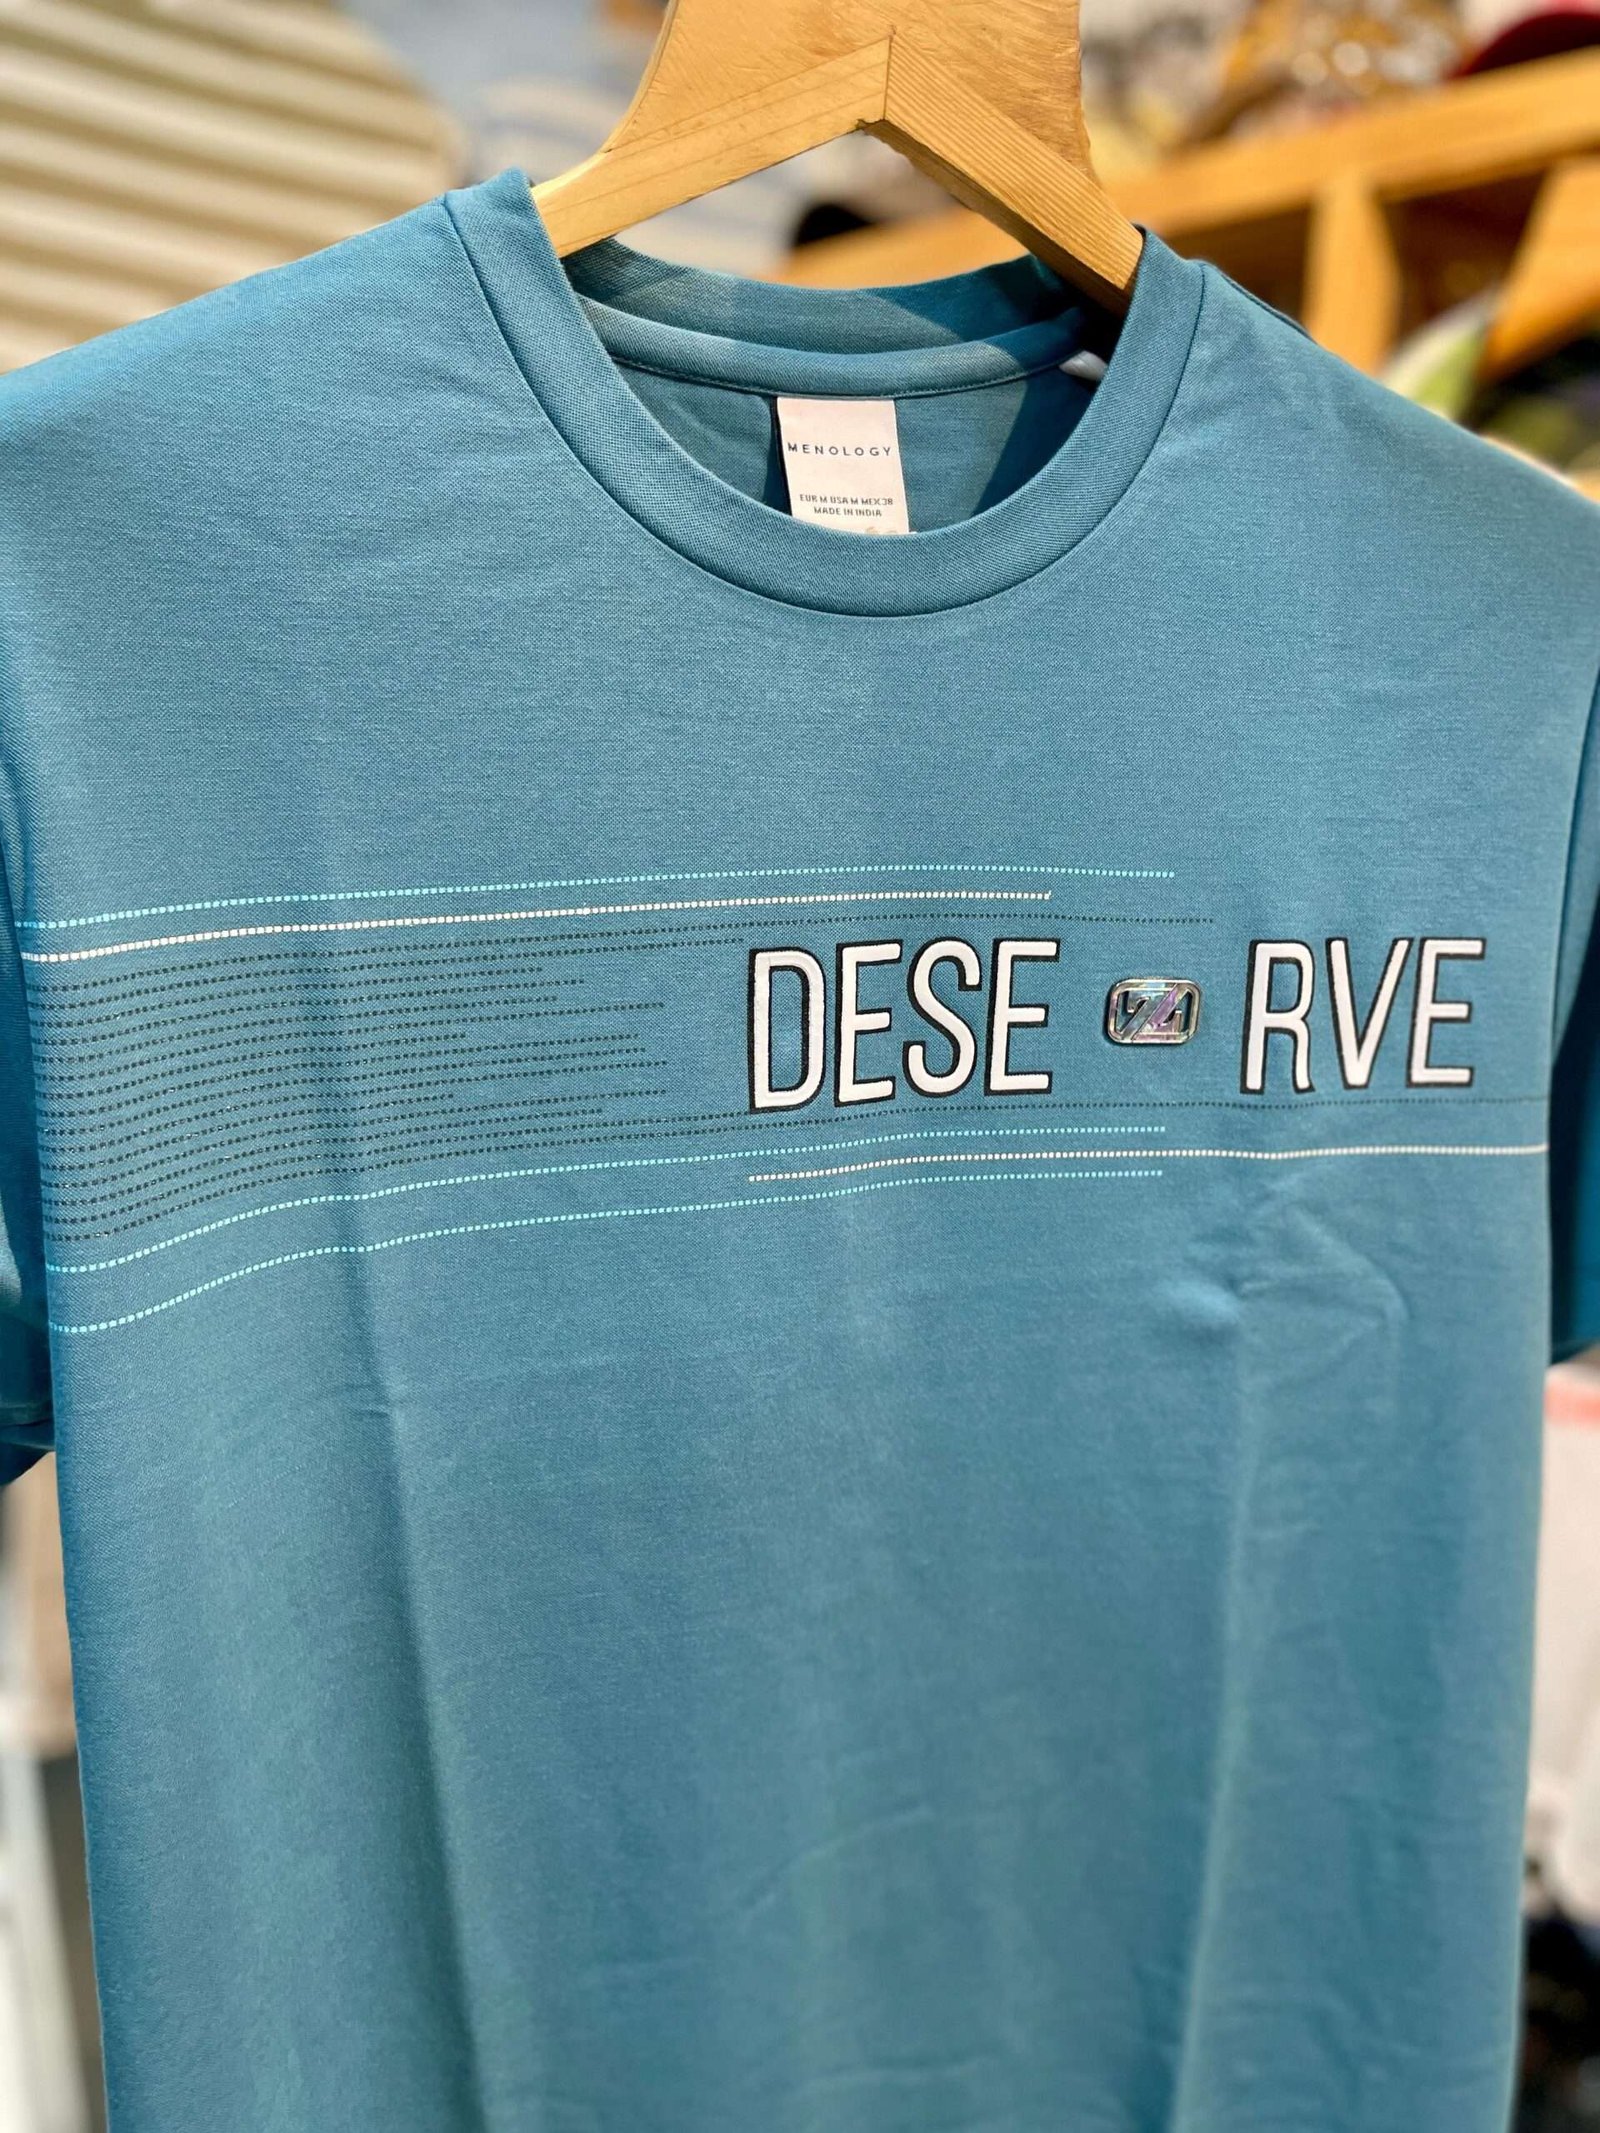 MENOLOGY
EUR M USA M MEX 38
MADE IN INDIA
DESE RVE